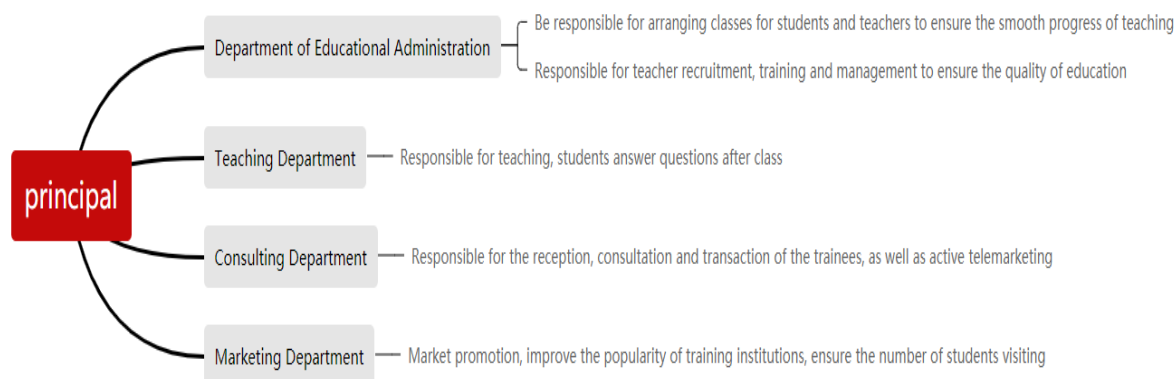 principal
Department of Educational Administration
Be responsible for arranging classes for students and teachers to ensure the smooth progress of teaching
Responsible for teacher recruitment, training and management to ensure the quality of education
Teaching Department
Responsible for teaching, students answer questions after class
Consulting Department
Responsible for the reception, consultation and transaction of the trainees, as well as active telemarketing
Marketing Department
Market promotion, improve the popularity of training institutions, ensure the number of students visiting